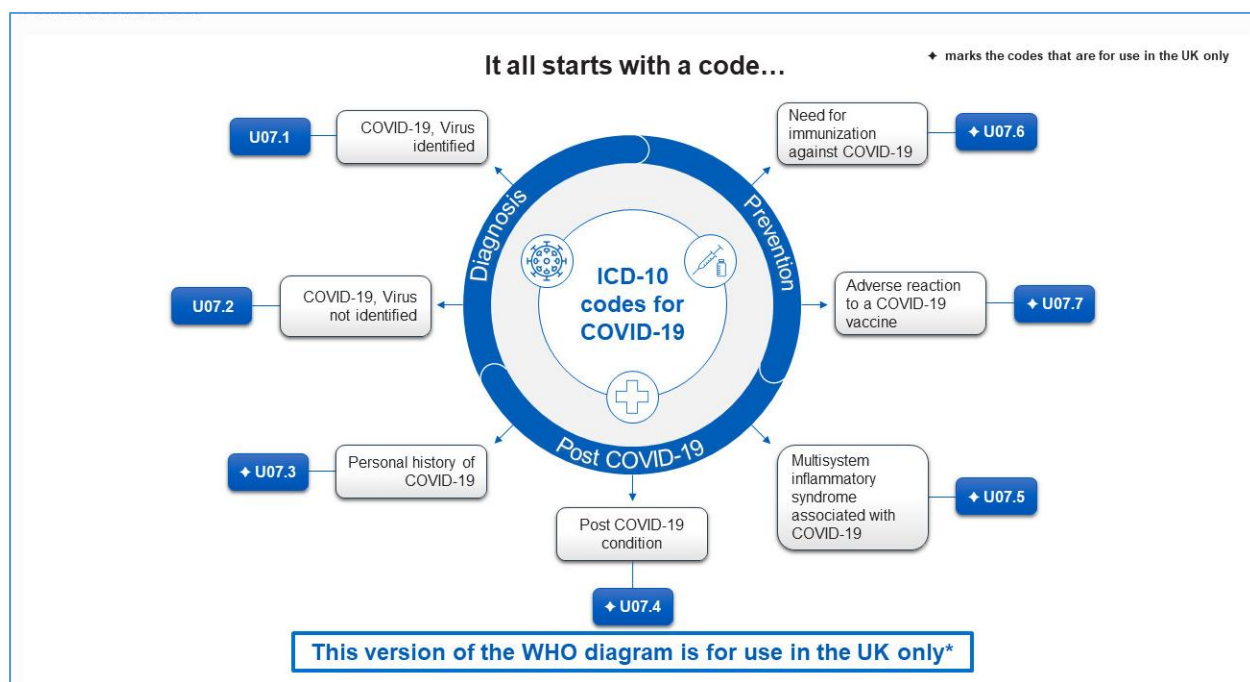 It all starts with a code…
✦ marks the codes that are for use in the UK only
U07.1
COVID-19, Virus
identified
Need for
immunization
against COVID-19
✦ U07.6
Diagnosis
Prevention
ICD-10
codes for
COVID-19
U07.2
COVID-19, Virus
not identified
Adverse reaction
to a COVID-19
vaccine
✦ U07.7
Post COVID-19
✦ U07.3
Personal history of
COVID-19
Multisystem
inflammatory
syndrome
associated with
COVID-19
✦ U07.5
Post COVID-19
condition
✦ U07.4
This version of the WHO diagram is for use in the UK only*